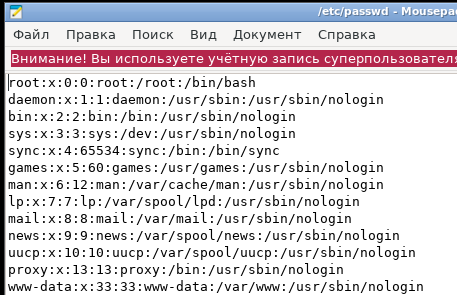 /etc/passwd - Mousepa
Файл Правка Поиск Вид Документ Справка
Внимание! Вы используете учётную запись суперпользователя
root:x:0:0:root:/root:/bin/bash
daemon:x:1:1:daemon:/usr/sbin:/usr/sbin/nologin
bin:x:2:2:bin:/bin:/usr/sbin/nologin
sys:x:3:3:sys:/dev:/usr/sbin/nologin
sync:x:4:65534:sync:/bin:/bin/sync
games:x:5:60:games:/usr/games:/usr/sbin/nologin
man:x:6:12:man:/var/cache/man:/usr/sbin/nologin
lp:x:7:7:lp:/var/spool/lpd:/usr/sbin/nologin
mail:x:8:8:mail:/var/mail:/usr/sbin/nologin
news:x:9:9:news:/var/spool/news:/usr/sbin/nologin
uucp:x:10:10:uucp:/var/spool/uucp:/usr/sbin/nologin
proxy:x:13:13:proxy:/bin:/usr/sbin/nologin
www-data:x:33:33:www-data:/var/www:/usr/sbin/nologin